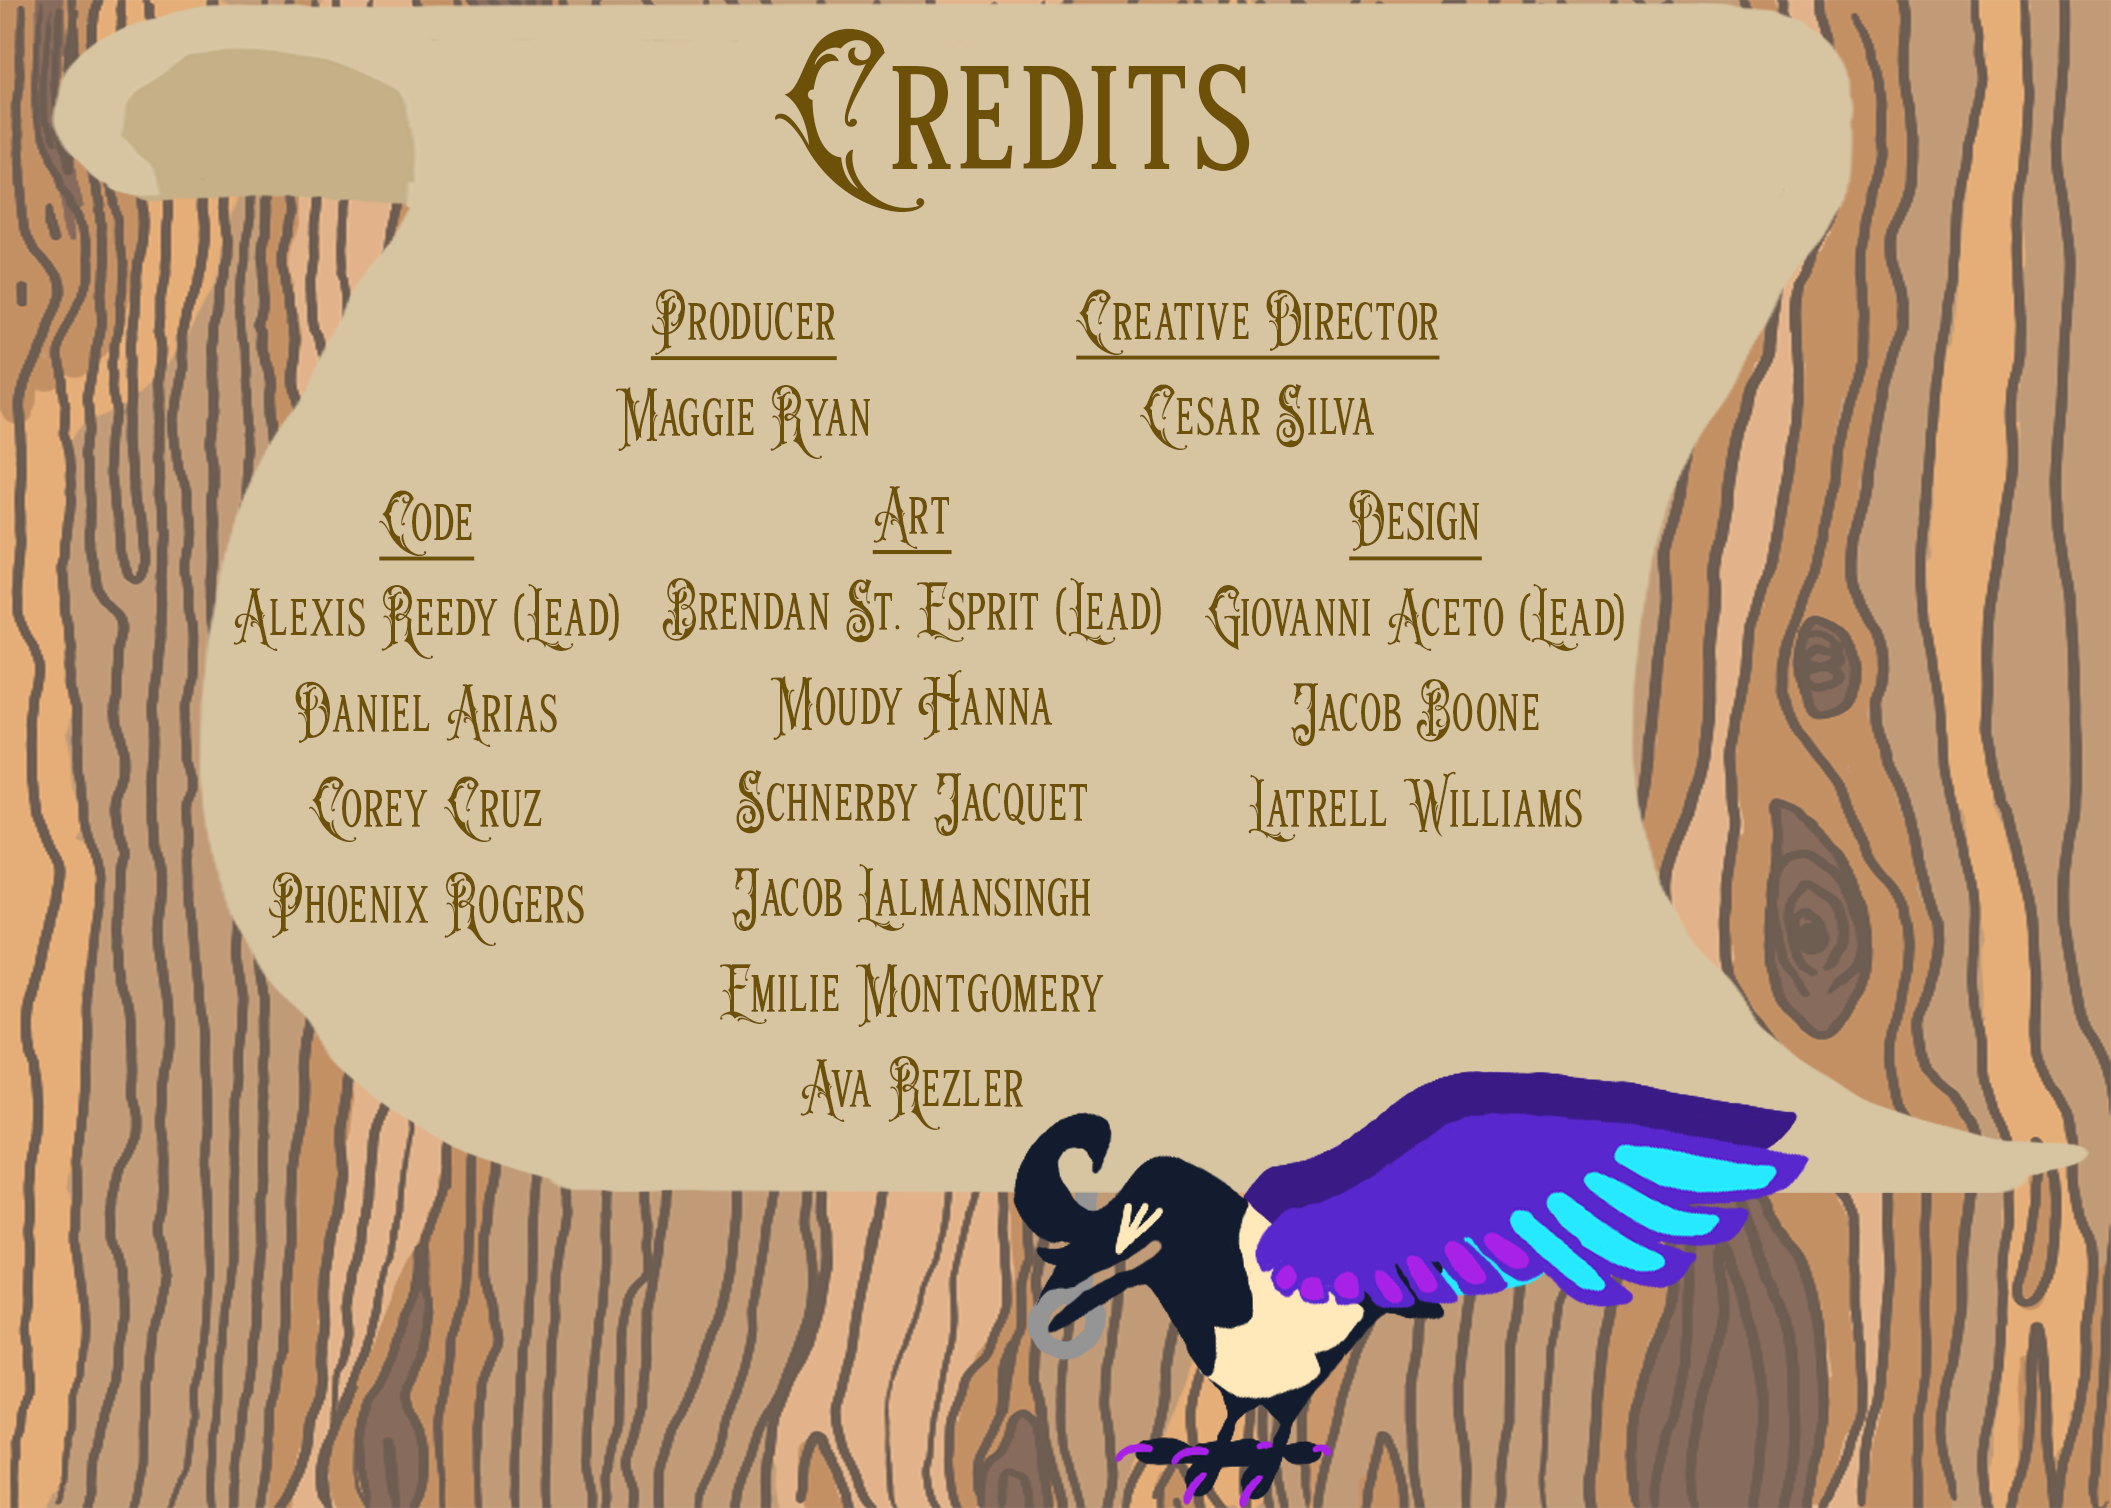 Credits
Producer
Maggie Ryan
Creative Director
Cesar Silva
Code
Alexis Reedy (Lead)
Daniel Arias
Corey Cruz
Phoenix Rogers
Art
Brendan St. Esprit (Lead)
Moudy Hanna
Schnerby Jacquet
Jacob Lalmansingh
Emilie Montgomery
Ava Rezler
Design
Giovanni Aceto (Lead)
Jacob Boone
Latrell Williams